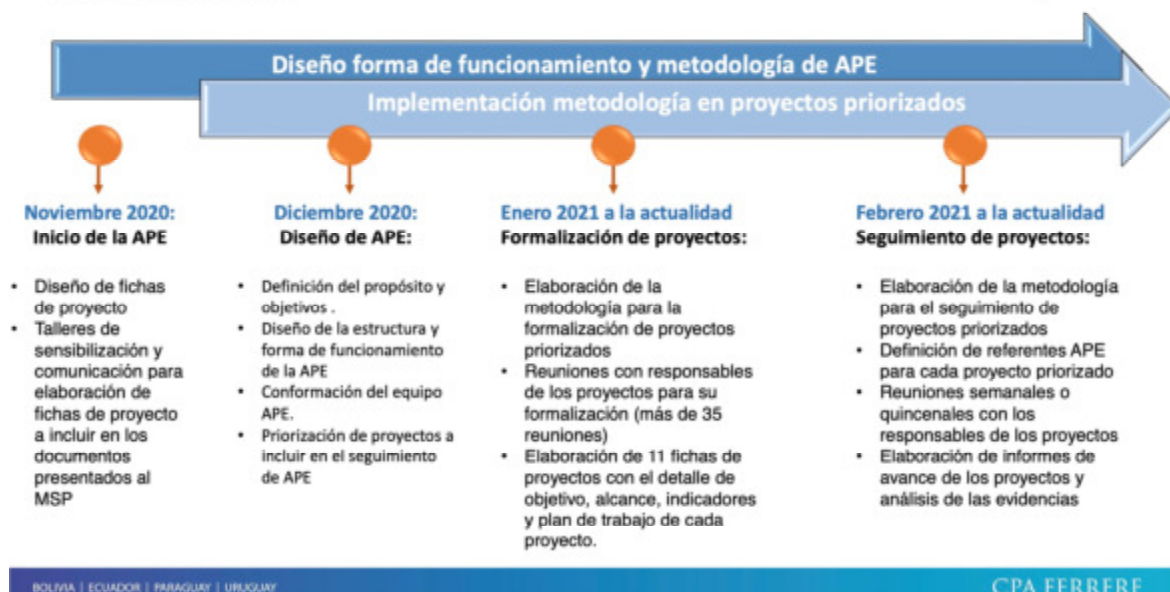 Diseño forma de funcionamiento y metodología de APE
Implementación metodología en proyectos priorizados
Noviembre 2020:
Inicio de la APE
• Diseño de fichas
de proyecto
• Talleres de
sensibilización y
comunicación para
elaboración de
fichas de proyecto
a incluir en los
documentos
presentados al
MSP
Diciembre 2020:
Diseño de APE:
• Definición del propósito y
objetivos .
• Diseño de la estructura y
forma de funcionamiento
de la APE
• Conformación del equipo
APE.
• Priorización de proyectos a
incluir en el seguimiento
de APE
Enero 2021 a la actualidad
Formalización de proyectos:
• Elaboración de la
metodología para la
formalización de proyectos
priorizados
• Reuniones con responsables
de los proyectos para su
formalización (más de 35
reuniones)
• Elaboración de 11 fichas de
proyectos con el detalle de
objetivo, alcance, indicadores
y plan de trabajo de cada
proyecto.
Febrero 2021 a la actualidad
Seguimiento de proyectos:
• Elaboración de la metodología
para el seguimiento de
proyectos priorizados
• Definición de referentes APE
para cada proyecto priorizado
• Reuniones semanales o
quincenales con los
responsables de los proyectos
• Elaboración de informes de
avance de los proyectos y
análisis de las evidencias
BOLIVIA | ECUADOR | PARAGUAY | URUGUAY
CPA FERRERE